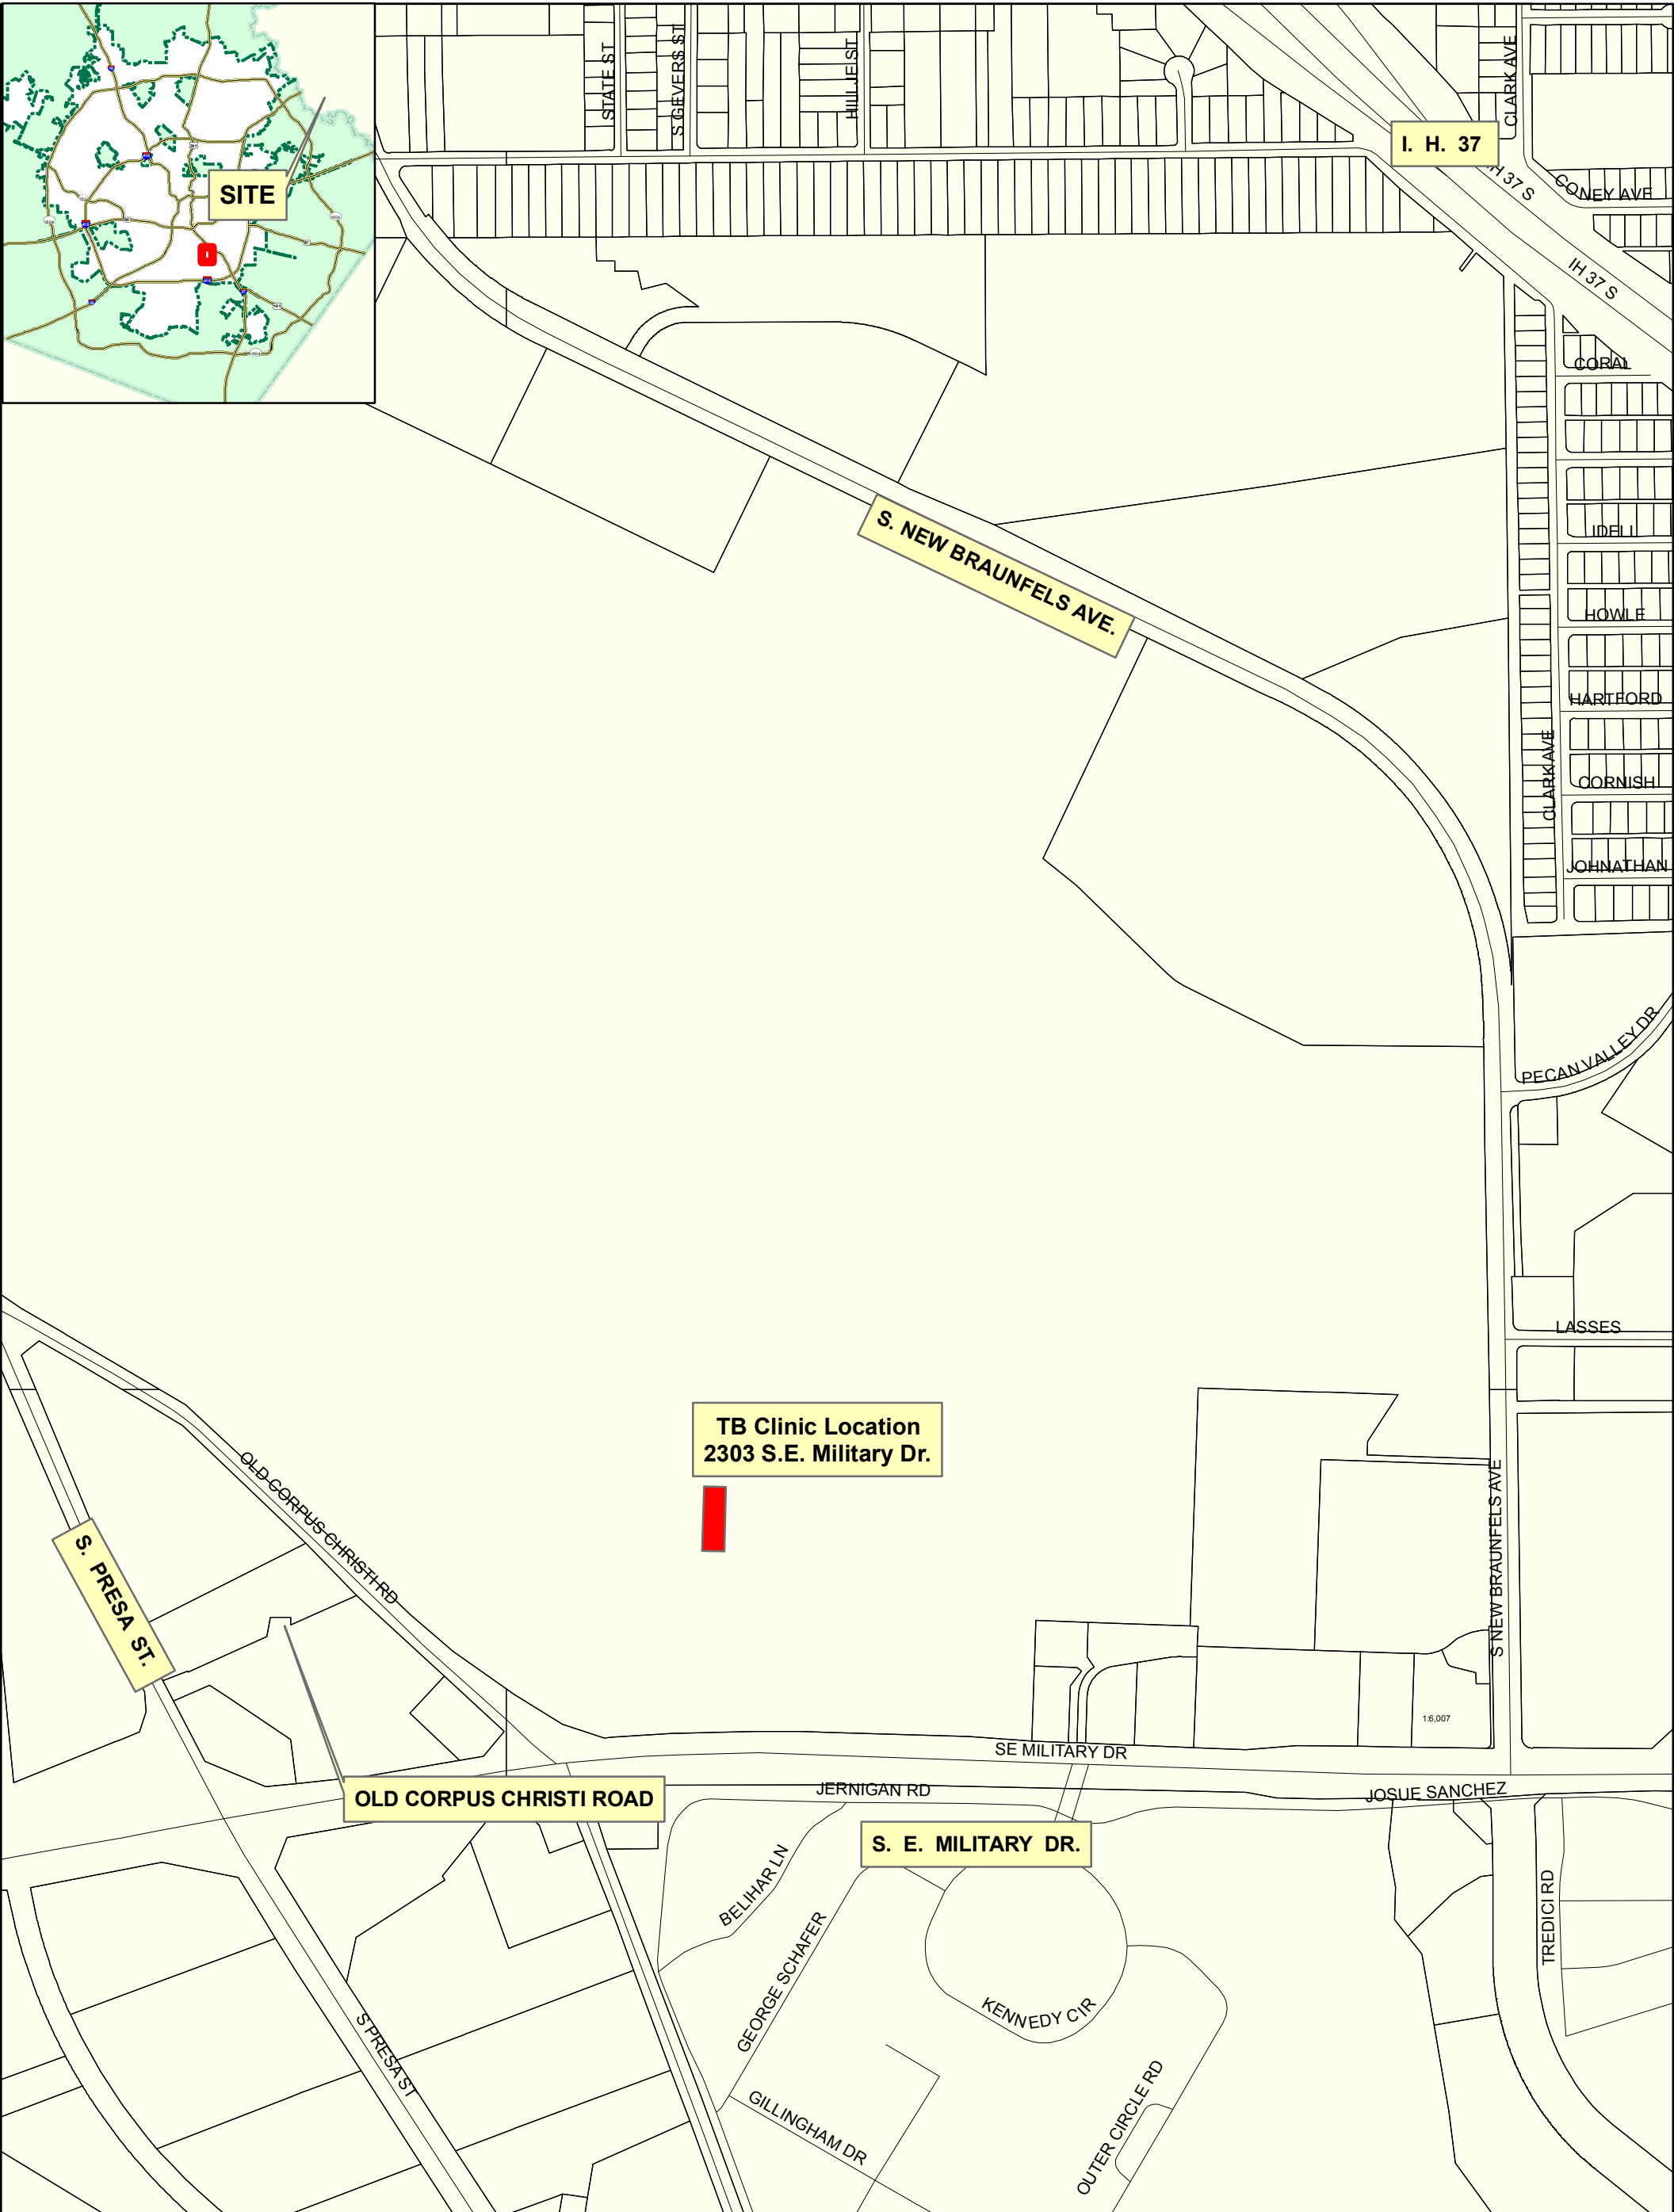 STATE ST
S GEVERS ST
HILLJE ST
CLARK AVE
I. H. 37
IH 37 S
CONEY AVE
SITE
IH 37 S
CORAL
S. NEW BRAUNFELS AVE.
IDELL
HOWLE
HARTFORD
CLARK AVE
CORNISH
JOHNATHAN
PECAN VALLEY DR
LASSES
TB Clinic Location
2303 S.E. Military Dr.
OLD CORPUS CHRISTI RD
S NEW BRAUNFELS AVE
S. PRESA ST.
1:6,007
SE MILITARY DR
JERNIGAN RD
JOSUE SANCHEZ
OLD CORPUS CHRISTI ROAD
S. E. MILITARY DR.
BELIHAR LN
TREDICI RD
GEORGE SCHAFER
KENNEDY CIR
S PRESA ST
OUTER CIRCLE RD
GILLINGHAM DR